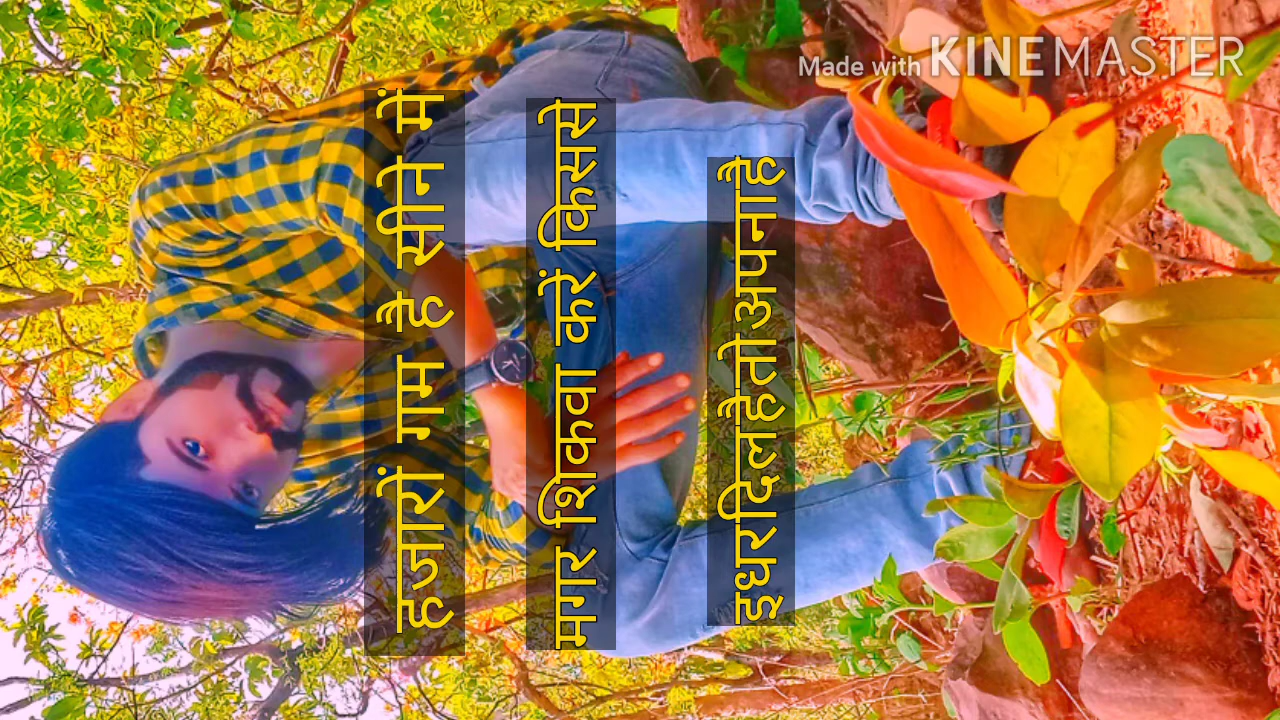 Made with KINEMASTER
हजारों गम है सीने में
मगर शिकवा करें किससे
इधरदिलहैतो अपनाहै